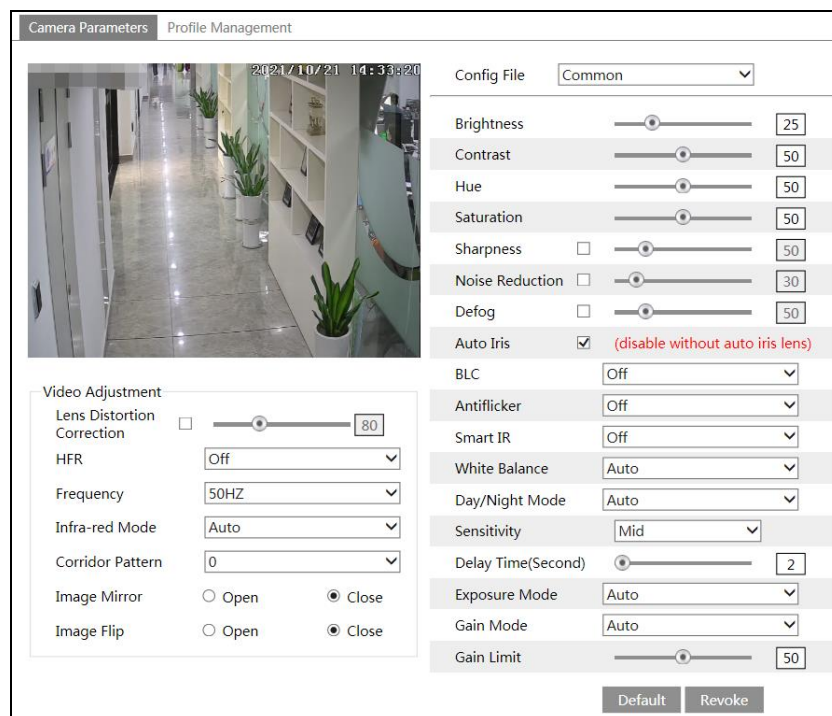 Camera Parameters Profile Management
2021/10/21 14:33:20
Config File Common
Brightness 25
Contrast 50
Hue 50
Saturation 50
Sharpness 50
Noise Reduction 30
Defog 50
Auto Iris (disable without auto iris lens)
BLC Off
Antiflicker Off
Smart IR Off
White Balance Auto
Day/Night Mode Auto
Sensitivity Mid
Delay Time(Second) 2
Exposure Mode Auto
Gain Mode Auto
Gain Limit 50
Default Revoke
Video Adjustment
Lens Distortion
Correction 80
HFR Off
Frequency 50HZ
Infra-red Mode Auto
Corridor Pattern 0
Image Mirror Open Close
Image Flip Open Close